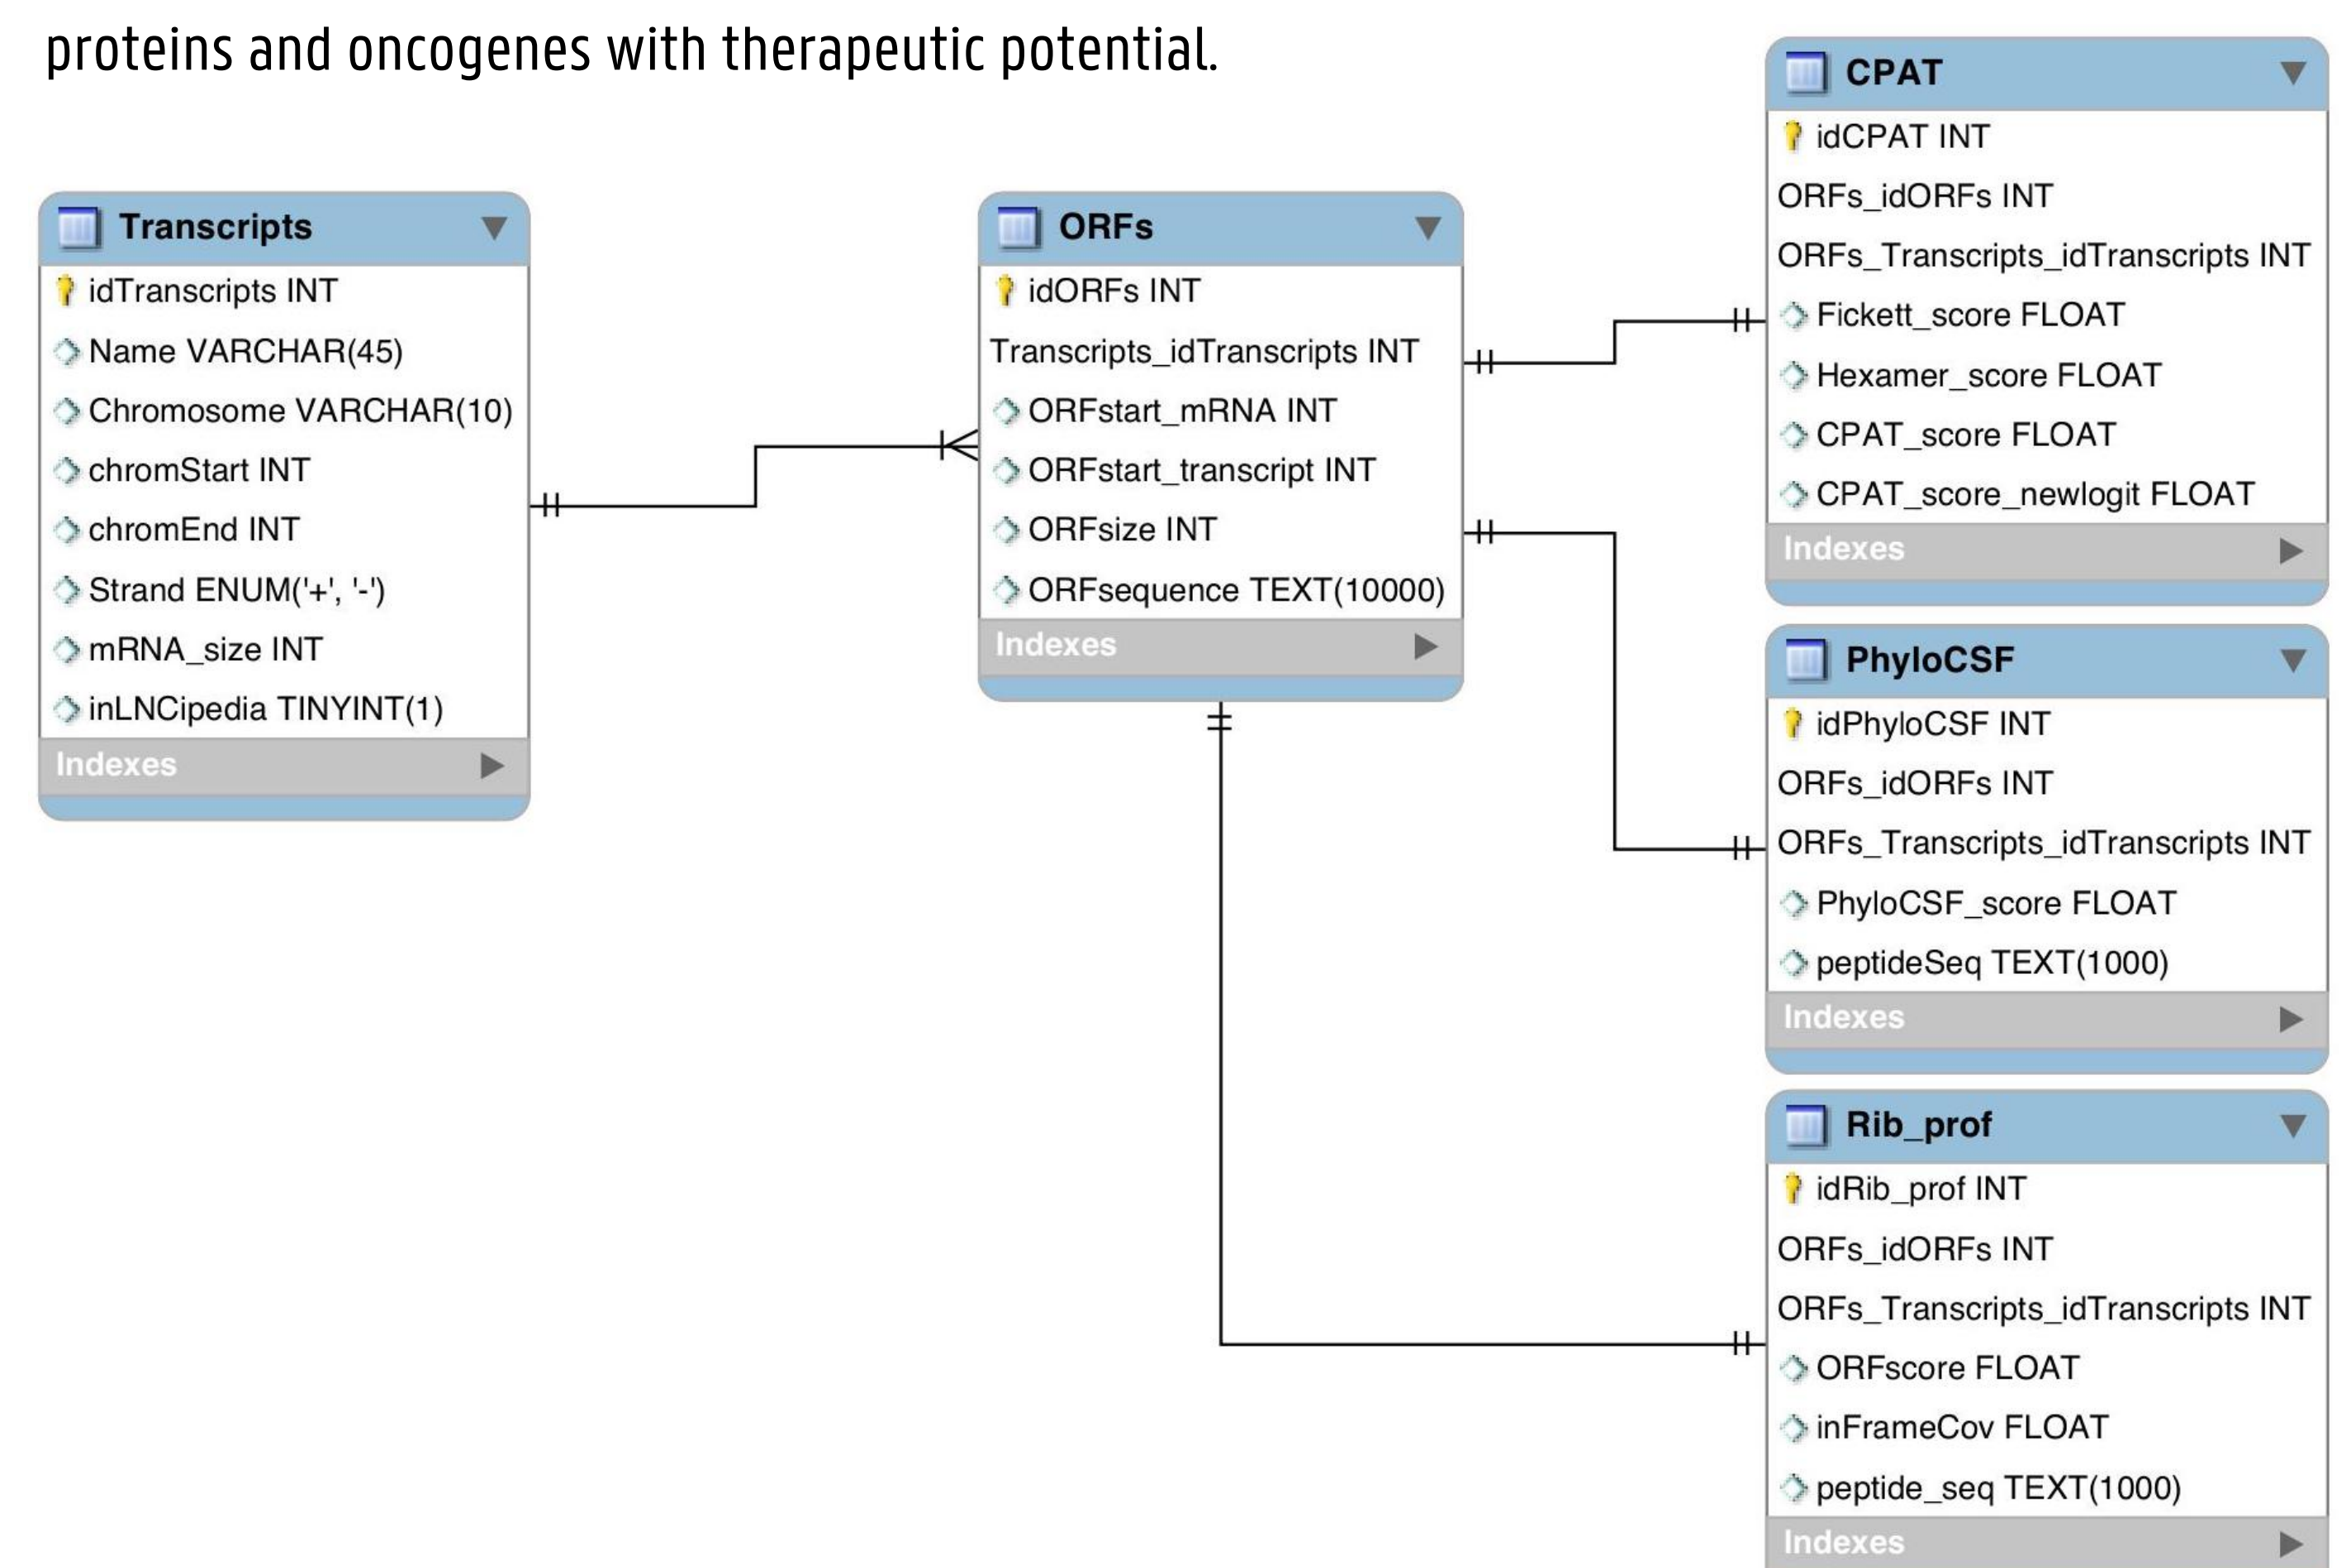 proteins and oncogenes with therapeutic potential.
Transcripts
idTranscripts INT
Name VARCHAR(45)
Chromosome VARCHAR(10)
chromStart INT
chromEnd INT
Strand ENUM('+', '-')
mRNA_size INT
inLNCipedia TINYINT(1)
Indexes
ORFs
idORFs INT
Transcripts_idTranscripts INT
ORFstart_mRNA INT
ORFstart_transcript INT
ORFsize INT
ORFsequence TEXT(10000)
Indexes
CPAT
idCPAT INT
ORFs_idORFs INT
ORFs_Transcripts_idTranscripts INT
Fickett_score FLOAT
Hexamer_score FLOAT
CPAT_score FLOAT
CPAT_score_newlogit FLOAT
Indexes
PhyloCSF
idPhyloCSF INT
ORFs_idORFs INT
ORFs_Transcripts_idTranscripts INT
PhyloCSF_score FLOAT
peptideSeq TEXT(1000)
Indexes
Rib_prof
idRib_prof INT
ORFs_idORFs INT
ORFs_Transcripts_idTranscripts INT
ORFscore FLOAT
inFrameCov FLOAT
peptide_seq TEXT(1000)
Indexes